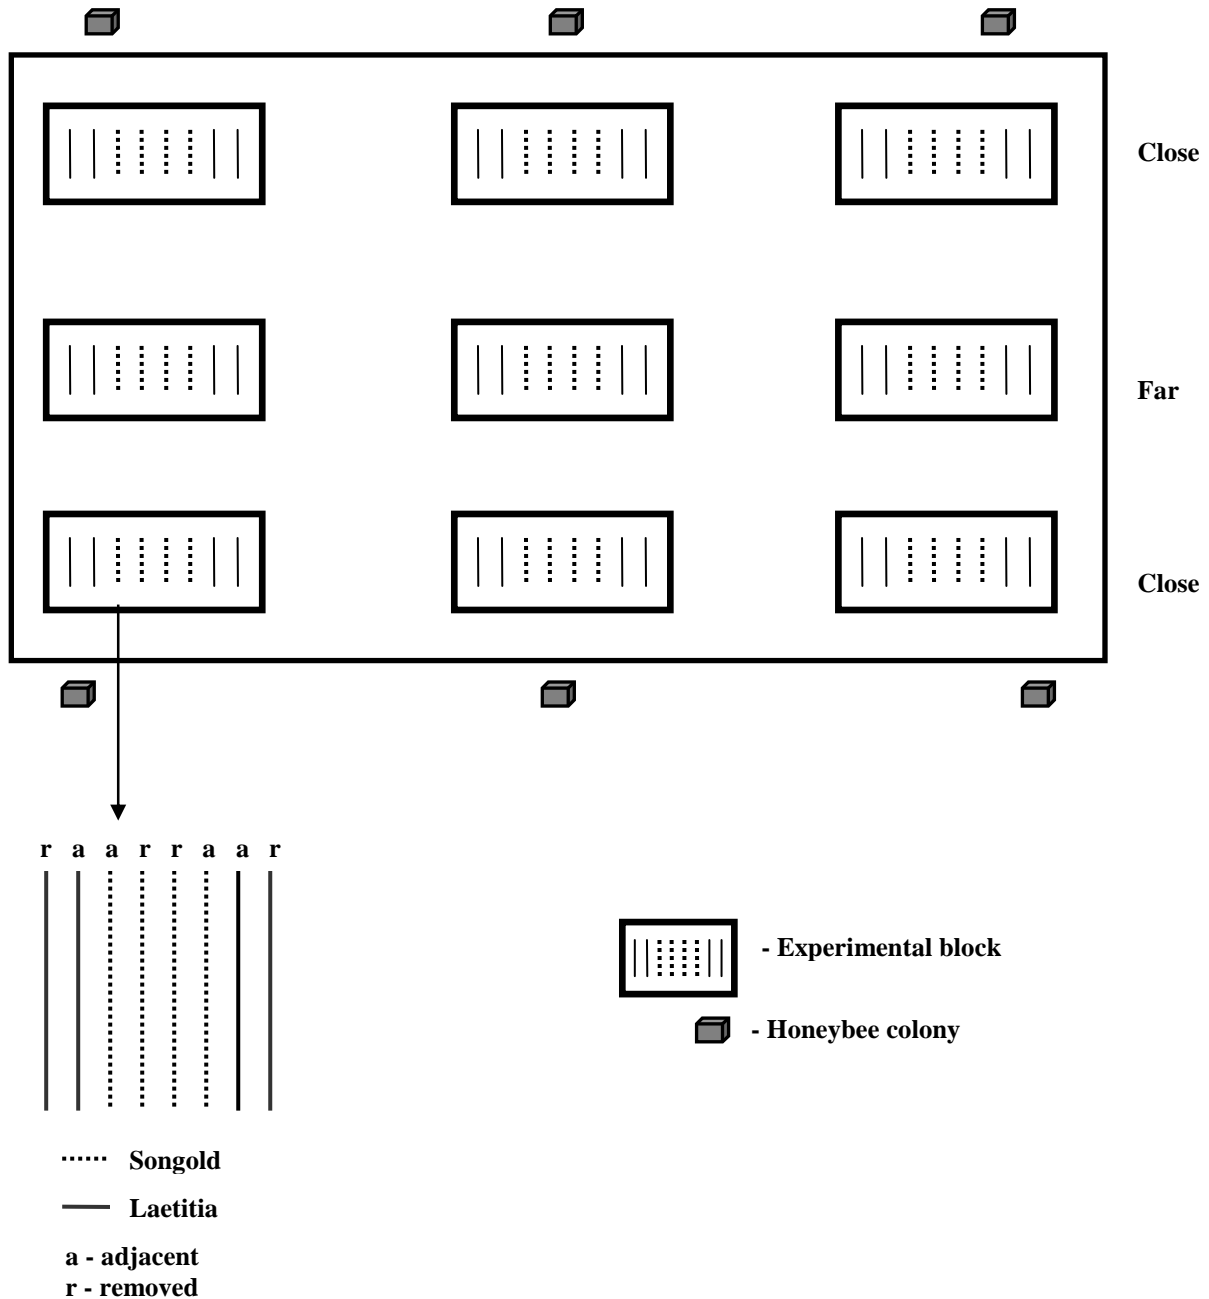 Close
Far
Close
r a a r r a a r
- Experimental block
- Honeybee colony
Songold
Laetitia
a - adjacent
r - removed